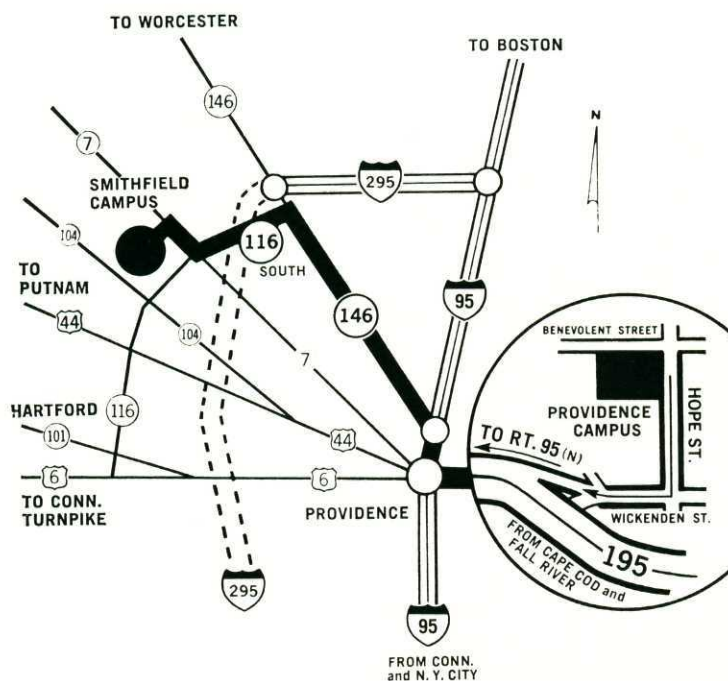 TO WORCESTER
TO BOSTON
146
7
N
SMITHFIELD
CAMPUS
295
104
116
SOUTH
TO
PUTNAM
44
95
146
BENEVOLENT STREET
104
7
PROVIDENCE
CAMPUS
HOPE ST.
HARTFORD
116
101
44
TO RT. 95 (N)
6
6
TO CONN.
TURNPIKE
PROVIDENCE
WICKENDEN ST.
195
FROM CAPE COD and
FALL RIVER
295
95
FROM CONN.
and N. Y. CITY